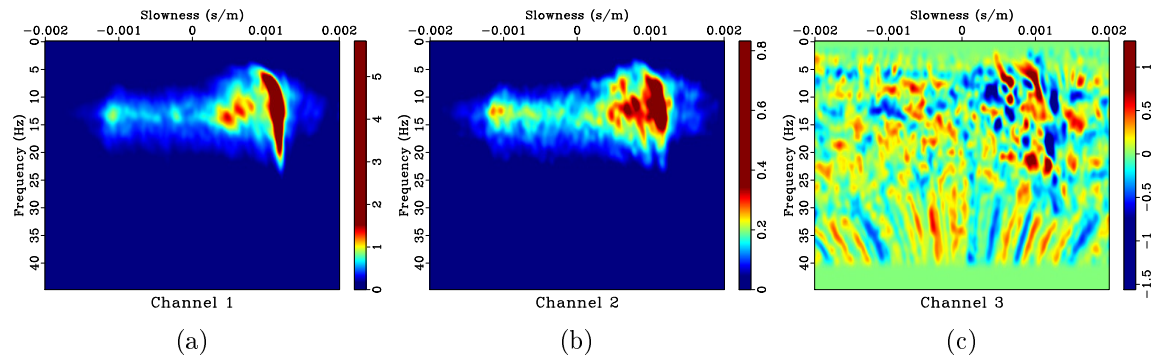 Slowness (s/m)
−0.002 −0.001 0 0.001 0.002
Frequency (Hz)
0
5
10
15
20
25
30
35
40
0 1 2 3 4 5
Channel 1
(a)
Slowness (s/m)
−0.002 −0.001 0 0.001 0.002
Frequency (Hz)
0
5
10
15
20
25
30
35
40
0 0.2 0.4 0.6 0.8
Channel 2
(b)
Slowness (s/m)
−0.002 −0.001 0 0.001 0.002
Frequency (Hz)
0
5
10
15
20
25
30
35
40
−1.5 −1 −0.5 0 0.5 1
Channel 3
(c)